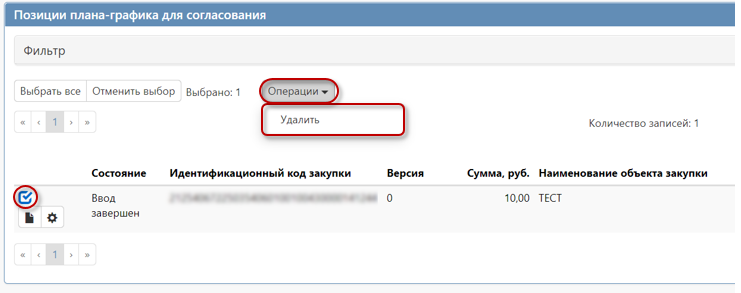 Позиции плана-графика для согласования
Фильтр
Выбрать все Отменить выбор Выбрано: 1 Операции
Удалить
« ‹ 1 › » Количество записей: 1
Состояние Идентификационный код закупки Версия Сумма, руб. Наименование объекта закупки
Ввод завершен 0 10,00 ТЕСТ
« ‹ 1 › »